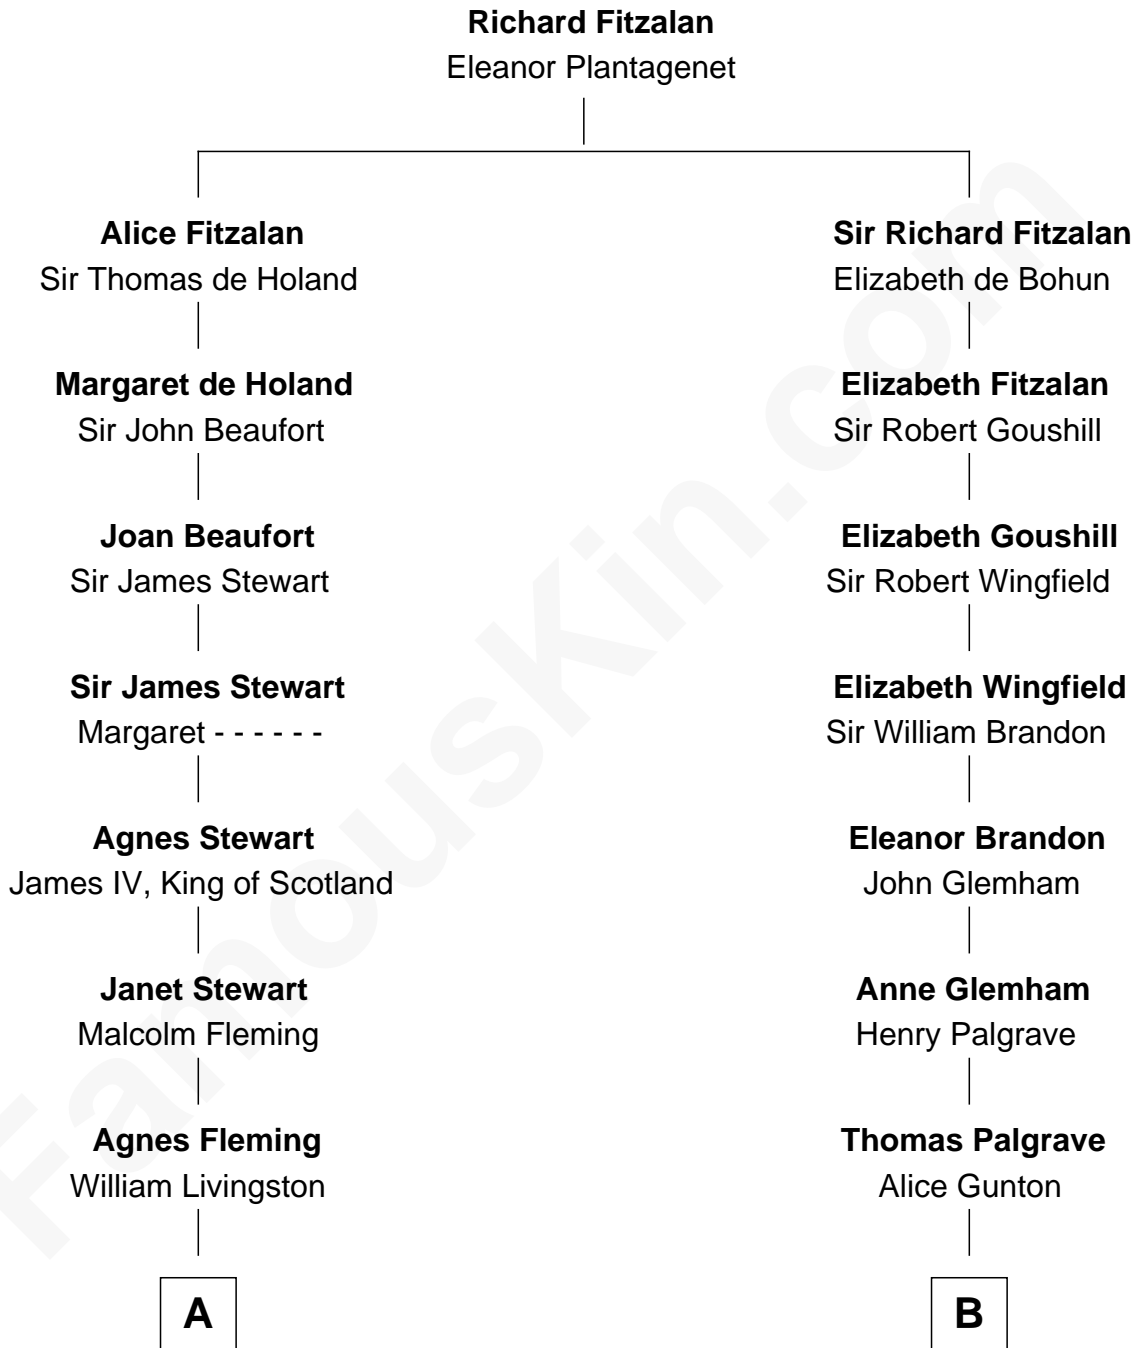 Richard Fitzalan
Eleanor Plantagenet
Alice Fitzalan
Sir Thomas de Holand
Sir Richard Fitzalan
Elizabeth de Bohun
Margaret de Holand
Sir John Beaufort
Elizabeth Fitzalan
Sir Robert Goushill
Joan Beaufort
Sir James Stewart
Elizabeth Goushill
Sir Robert Wingfield
Sir James Stewart
Margaret - - - - - -
Elizabeth Wingfield
Sir William Brandon
Agnes Stewart
James IV, King of Scotland
Eleanor Brandon
John Glemham
Janet Stewart
Malcolm Fleming
Anne Glemham
Henry Palgrave
Agnes Fleming
William Livingston
Thomas Palgrave
Alice Gunton
A
B
FamousKin.com